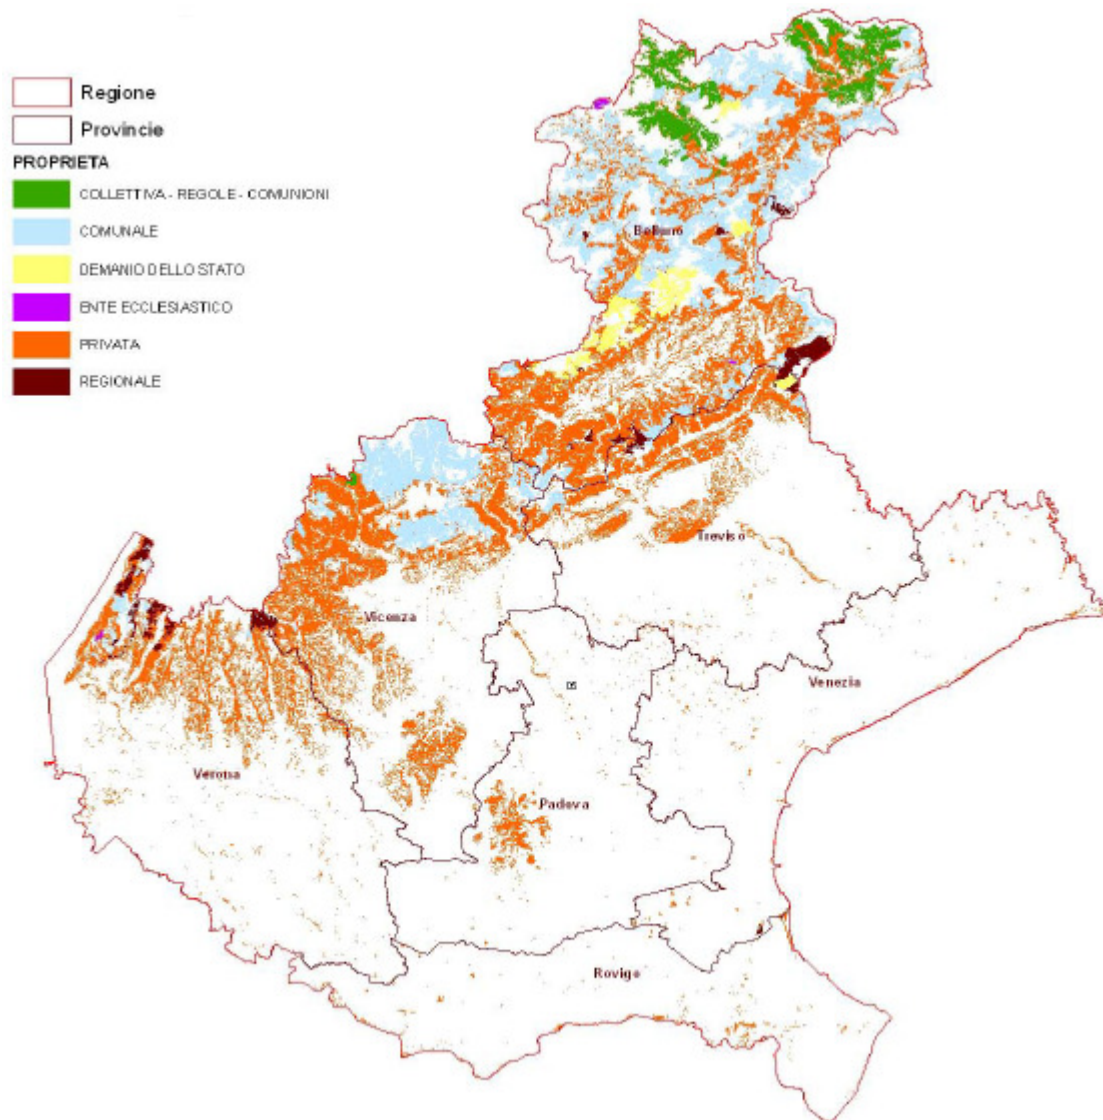 Regione
Provincie
PROPRIETA
COLLETTIVA - REGOLE - COMUNIONI
COMUNALE
DEMANIO DELLO STATO
ENTE ECCLESIASTICO
PRIVATA
REGIONALE
Belluno
Treviso
Vicenza
Venezia
Verona
Padova
Rovigo